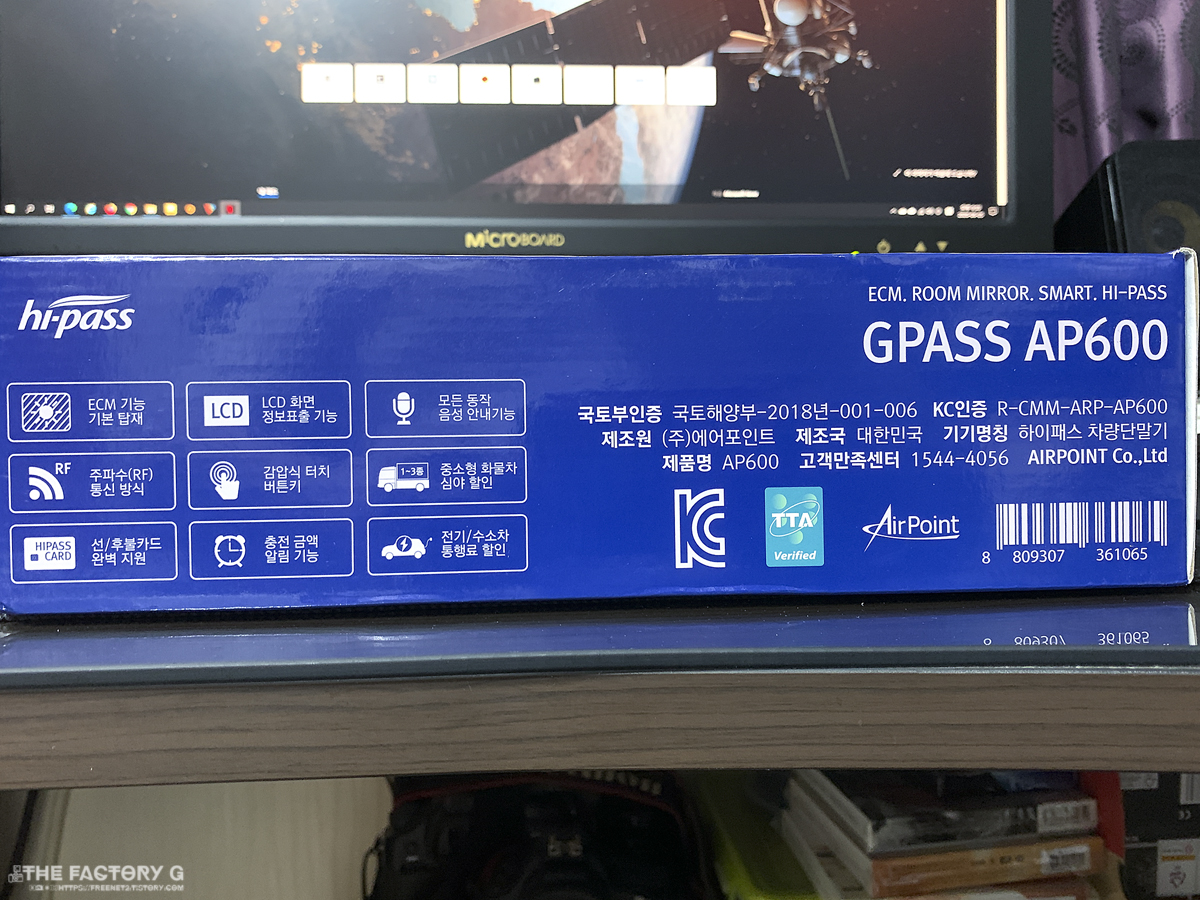 MicroBOARD
hi-pass
ECM. ROOM MIRROR. SMART. HI-PASS
GPASS AP600
ECM 기능
기본 탑재
LCD
LCD 화면
정보표출 기능
모든 동작
음성 안내기능
RF
주파수(RF)
통신 방식
감압식 터치
버튼키
1~3종
중소형 화물차
심야 할인
HIPASS
CARD
선/후불카드
완벽 지원
충전 금액
알림 기능
전기/수소차
통행료 할인
국토부인증 국토해양부-2018년-001-006 KC인증 R-CMM-ARP-AP600
제조원 (주)에어포인트 제조국 대한민국 기기명칭 하이패스 차량단말기
제품명 AP600 고객만족센터 1544-4056 AIRPOINT Co.,Ltd
KC
TTA
Verified
AirPoint
8 809307 361065
THE FACTORY G
HTTPS://FREENETZ.TISTORY.COM